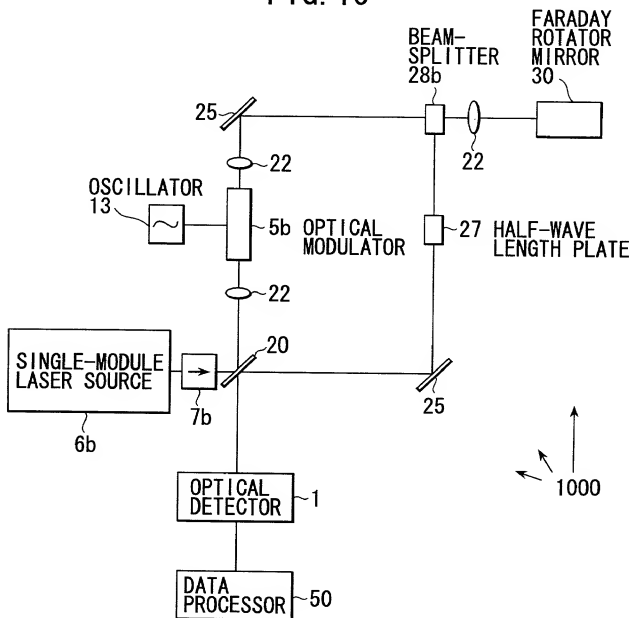 FIG. 10
FARADAY
ROTATOR
MIRROR
30
BEAM-
SPLITTER
28b
25
22
22
OSCILLATOR
13
5b OPTICAL
MODULATOR
27 HALF-WAVE
LENGTH PLATE
22
20
SINGLE-MODULE
LASER SOURCE
6b
7b
25
1000
OPTICAL
DETECTOR
1
DATA
PROCESSOR
50